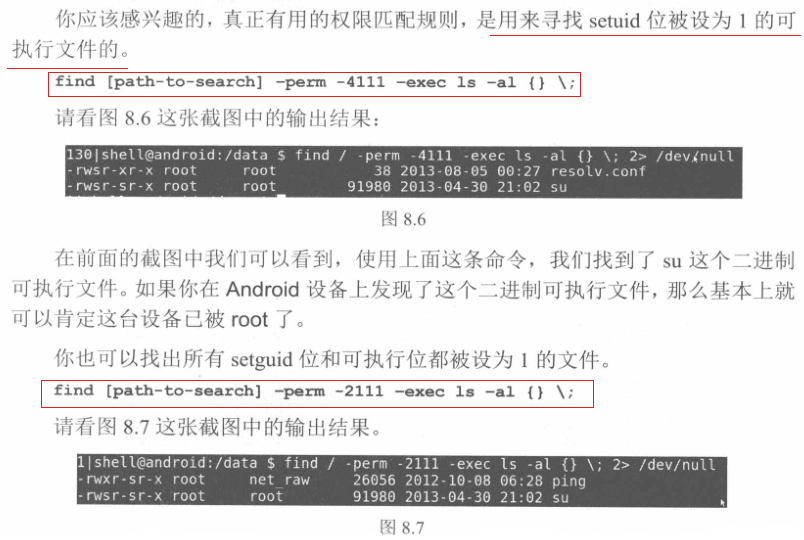 你应该感兴趣的，真正有用的权限匹配规则，是用来寻找 setuid 位被设为 1 的可
执行文件的。
find [path-to-search] –perm -4111 –exec ls –al {} \;
请看图 8.6 这张截图中的输出结果：
130|shell@android:/data $ find / -perm -4111 -exec ls -al {} \; 2> /dev/null
-rwsr-xr-x root     root           38 2013-08-05 00:27 resolv.conf
-rwsr-sr-x root     root        91980 2013-04-30 21:02 su
图 8.6
在前面的截图中我们可以看到，使用上面这条命令，我们找到了 su 这个二进制
可执行文件。如果你在 Android 设备上发现了这个二进制可执行文件，那么基本上就
可以肯定这台设备已被 root 了。
你也可以找出所有 setguid 位和可执行位都被设为 1 的文件。
find [path-to-search] –perm -2111 –exec ls –al {} \;
请看图 8.7 这张截图中的输出结果。
1|shell@android:/data $ find / -perm -2111 -exec ls -al {} \; 2> /dev/null
-rwxr-sr-x root     net_raw     26056 2012-10-08 06:28 ping
-rwsr-sr-x root     root        91980 2013-04-30 21:02 su
图 8.7